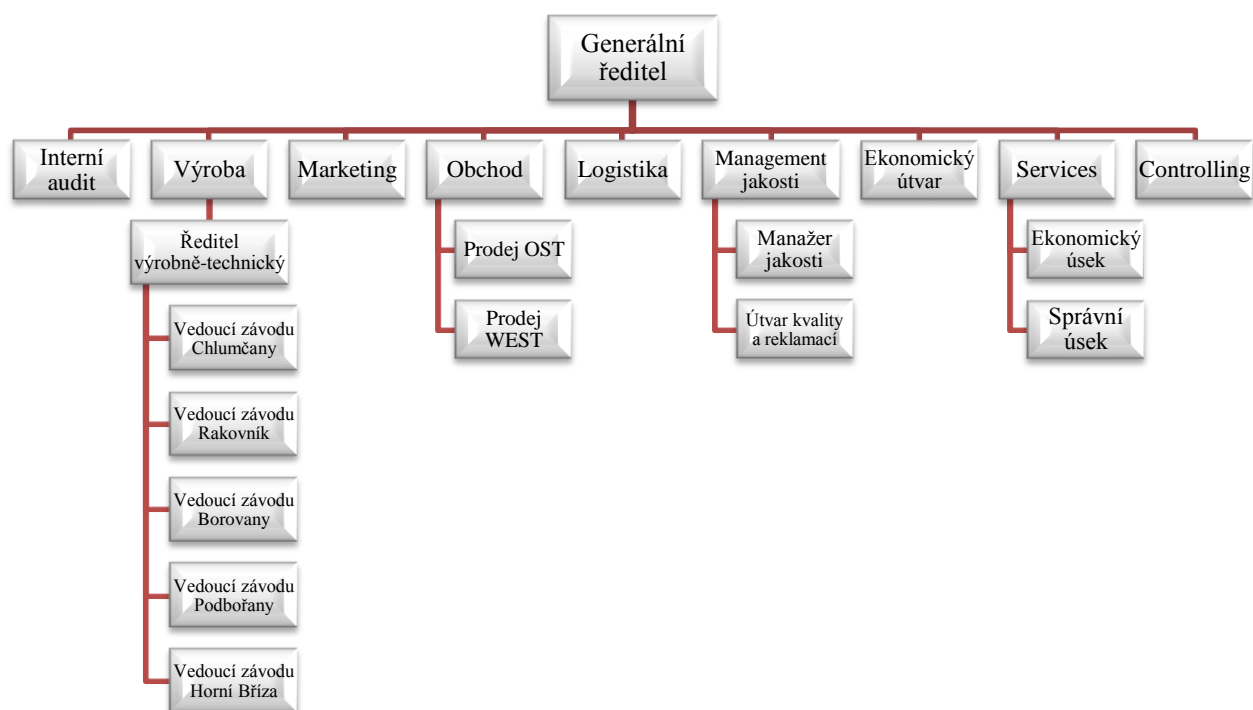 Generální
ředitel
Interní
audit
Výroba
Marketing
Obchod
Logistika
Management
jakosti
Ekonomický
útvar
Services
Controlling
Ředitel
výrobně-technický
Vedoucí závodu
Chlumčany
Vedoucí závodu
Rakovník
Vedoucí závodu
Borovany
Vedoucí závodu
Podbořany
Vedoucí závodu
Horní Bříza
Prodej OST
Prodej
WEST
Manažer
jakosti
Útvar kvality
a reklamací
Ekonomický
úsek
Správní
úsek